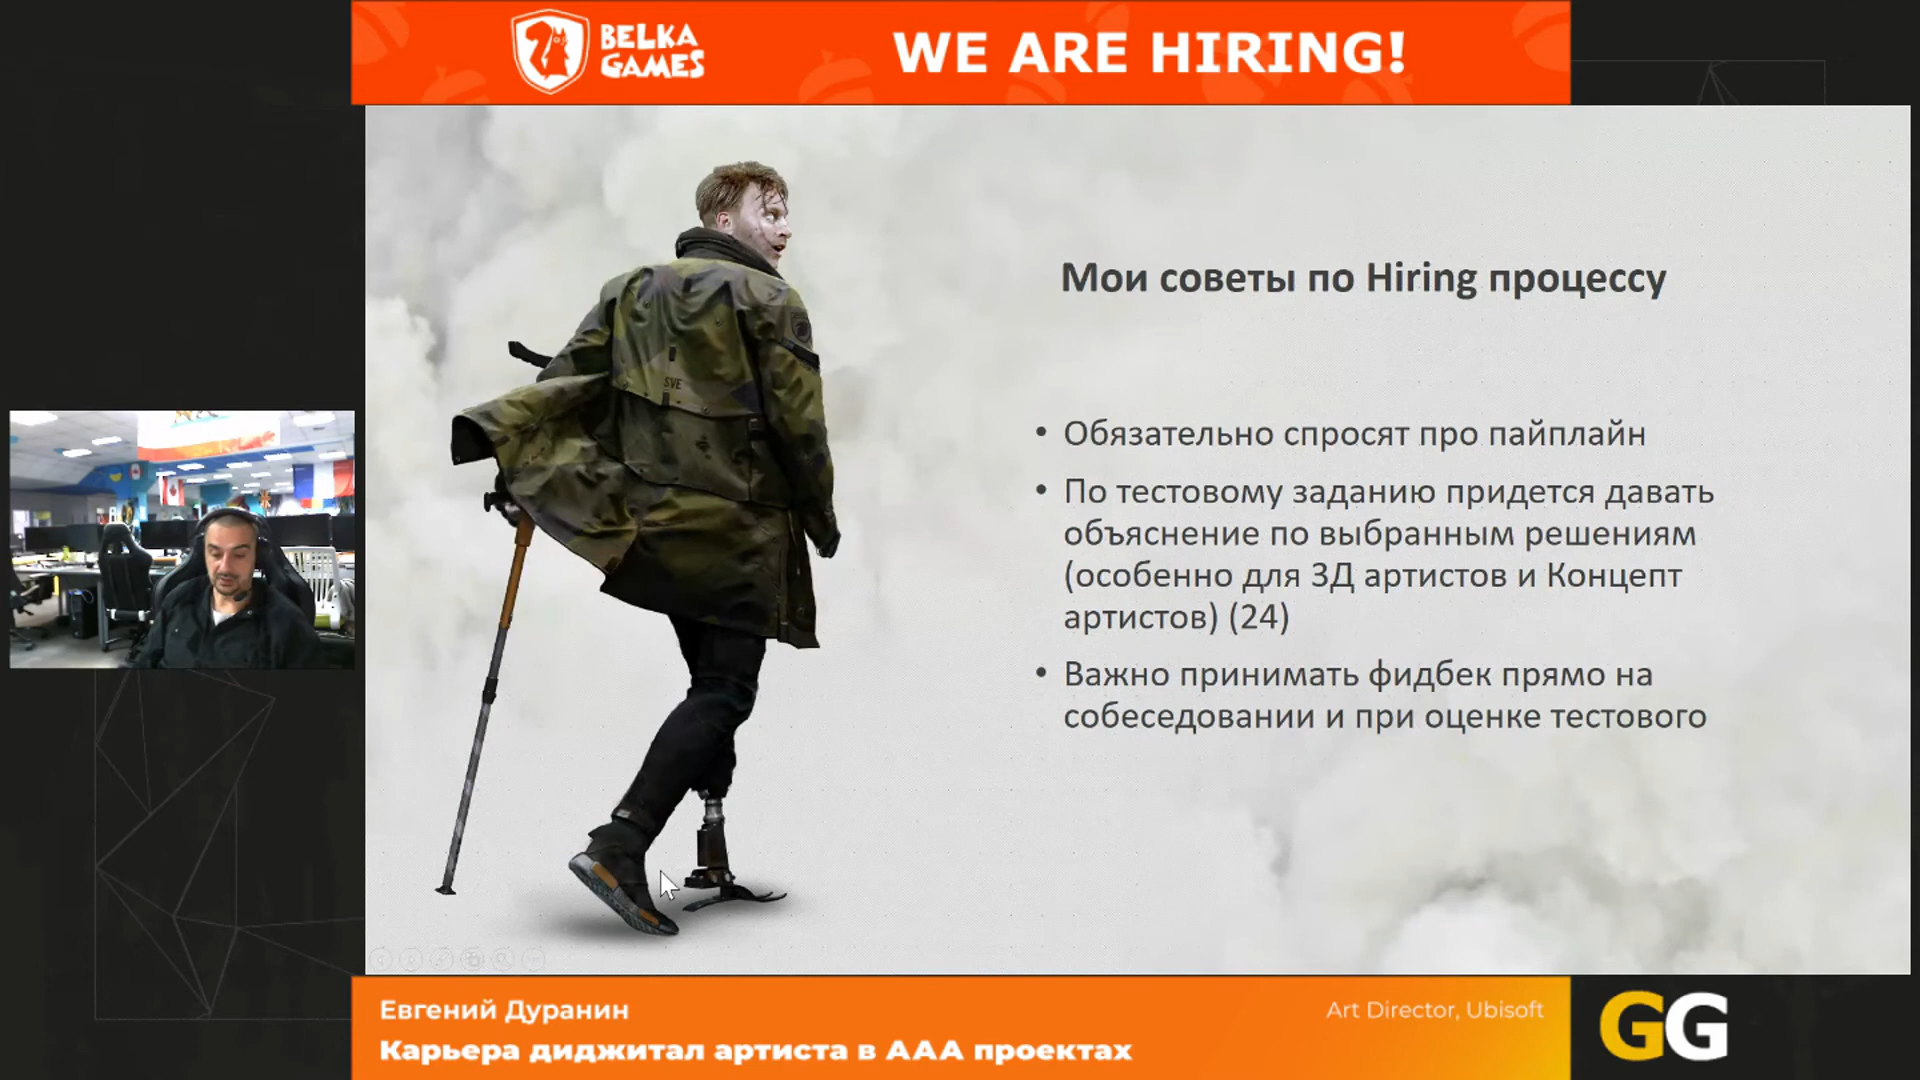 BELKA
GAMES
WE ARE HIRING!
Мои советы по Hiring процессу
SVE
• Обязательно спросят про пайплайн
• По тестовому заданию придется давать
объяснение по выбранным решениям
(особенно для 3Д артистов и Концепт
артистов) (24)
• Важно принимать фидбек прямо на
собеседовании и при оценке тестового
Евгений Дуранин
Art Director, Ubisoft
Карьера диджитал артиста в ААА проектах
GG